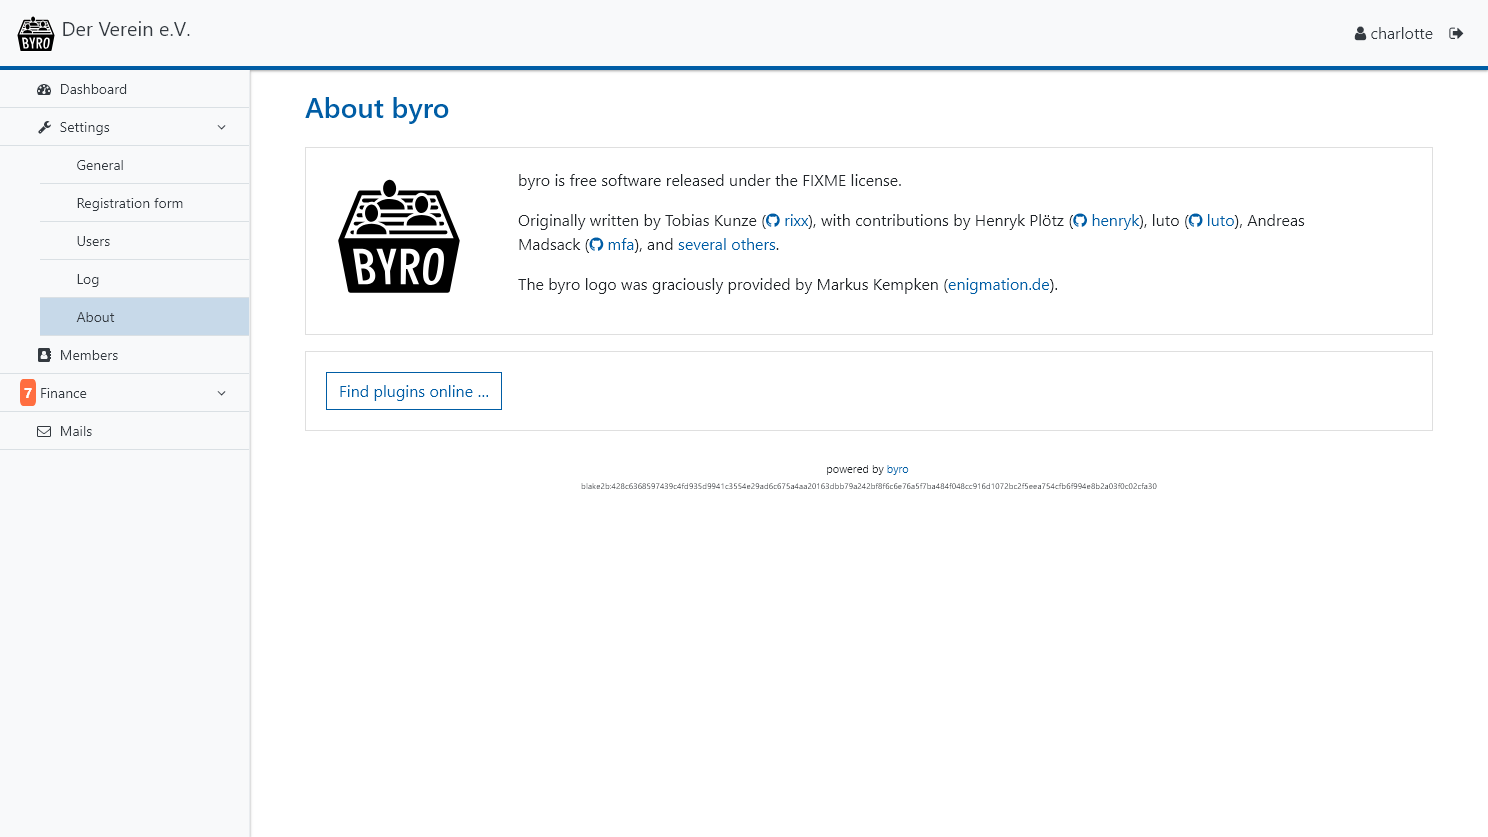 BYRO
Der Verein e.V.
charlotte
Dashboard
Settings
General
Registration form
Users
Log
About
Members
7 Finance
Mails
About byro
BYRO
byro is free software released under the FIXME license.
Originally written by Tobias Kunze (rixx), with contributions by Henryk Plötz (henryk), luto (luto), Andreas
Madsack (mfa), and several others.
The byro logo was graciously provided by Markus Kempken (enigmation.de).
Find plugins online ...
powered by byro